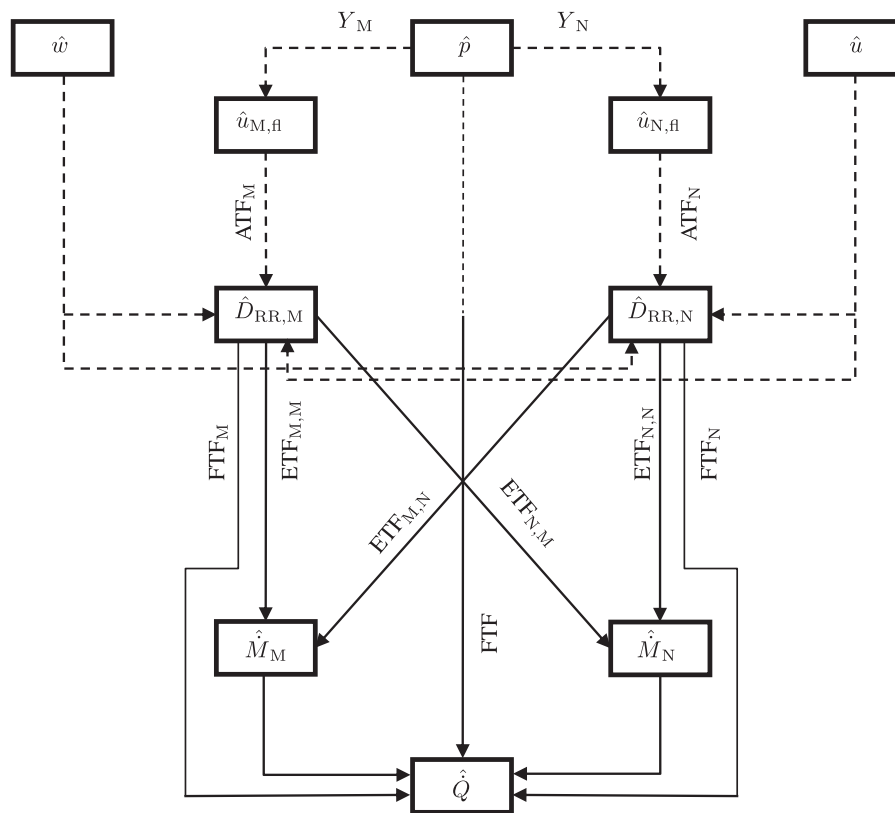 Y_M
Y_N
ŵ
p̂
û
û_M,fl
û_N,fl
ATF_M
ATF_N
D̂_RR,M
D̂_RR,N
FTF_M
ETF_M,M
ETF_N,N
FTF_N
ETF_M,N
ETF_N,M
FTF
Ṁ̂_M
Ṁ̂_N
Q̇̂